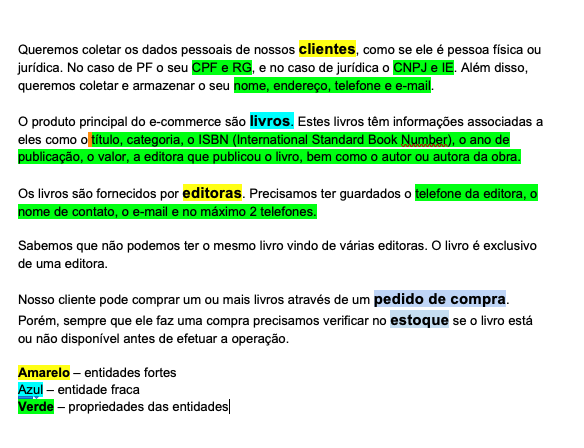 Queremos coletar os dados pessoais de nossos clientes, como se ele é pessoa física ou
jurídica. No caso de PF o seu CPF e RG, e no caso de jurídica o CNPJ e IE. Além disso,
queremos coletar e armazenar o seu nome, endereço, telefone e e-mail.
O produto principal do e-commerce são livros. Estes livros têm informações associadas a
eles como o título, categoria, o ISBN (International Standard Book Number), o ano de
publicação, o valor, a editora que publicou o livro, bem como o autor ou autora da obra.
Os livros são fornecidos por editoras. Precisamos ter guardados o telefone da editora, o
nome de contato, o e-mail e no máximo 2 telefones.
Sabemos que não podemos ter o mesmo livro vindo de várias editoras. O livro é exclusivo
de uma editora.
Nosso cliente pode comprar um ou mais livros através de um pedido de compra.
Porém, sempre que ele faz uma compra precisamos verificar no estoque se o livro está
ou não disponível antes de efetuar a operação.
Amarelo – entidades fortes
Azul – entidade fraca
Verde – propriedades das entidades